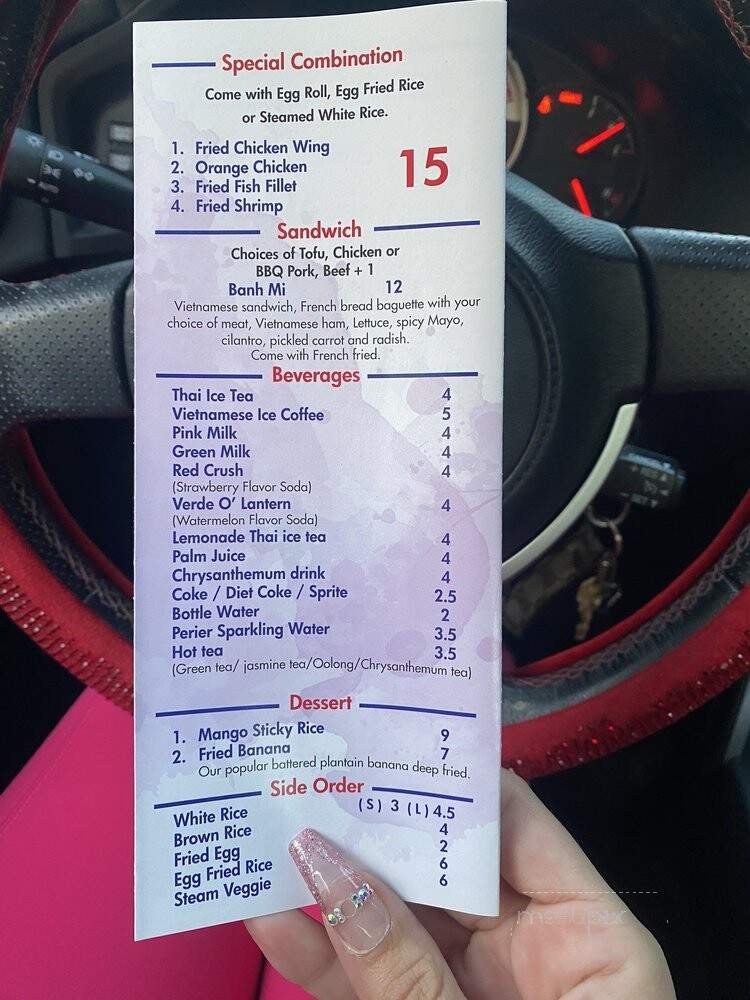 Special Combination
Come with Egg Roll, Egg Fried Rice
or Steamed White Rice.
1. Fried Chicken Wing
2. Orange Chicken
3. Fried Fish Fillet
4. Fried Shrimp
15
Sandwich
Choices of Tofu, Chicken or
BBQ Pork, Beef + 1
Banh Mi 12
Vietnamese sandwich, French bread baguette with your
choice of meat, Vietnamese ham, Lettuce, spicy Mayo,
cilantro, pickled carrot and radish.
Come with French fried.
Beverages
Thai Ice Tea 4
Vietnamese Ice Coffee 5
Pink Milk 4
Green Milk 4
Red Crush 4
(Strawberry Flavor Soda)
Verde O' Lantern 4
(Watermelon Flavor Soda)
Lemonade Thai ice tea 4
Palm Juice 4
Chrysanthemum drink 4
Coke / Diet Coke / Sprite 2.5
Bottle Water 2
Perier Sparkling Water 3.5
Hot tea 3.5
(Green tea/ jasmine tea/Oolong/Chrysanthemum tea)
Dessert
1. Mango Sticky Rice 9
2. Fried Banana 7
Our popular battered plantain banana deep fried.
Side Order
White Rice (S) 3 (L) 4.5
Brown Rice 4
Fried Egg 2
Egg Fried Rice 6
Steam Veggie 6